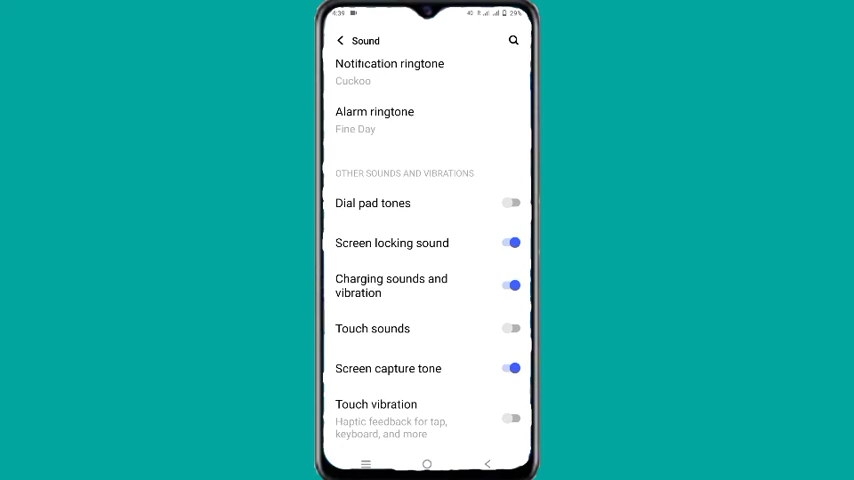 4:39
4G
29%
Sound
Notification ringtone
Cuckoo
Alarm ringtone
Fine Day
OTHER SOUNDS AND VIBRATIONS
Dial pad tones
Screen locking sound
Charging sounds and
vibration
Touch sounds
Screen capture tone
Touch vibration
Haptic feedback for tap,
keyboard, and more